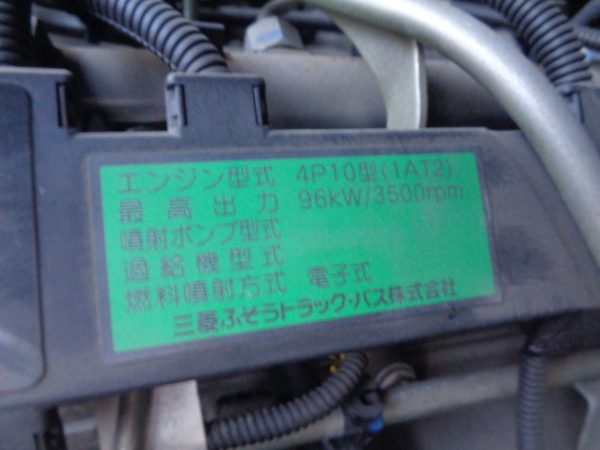 エンジン型式 4P10型(1AT2)
最高出力 96kW/3500rpm
噴射ポンプ型式
過給機型式
燃料噴射方式 電子式
三菱ふそうトラック・バス株式会社